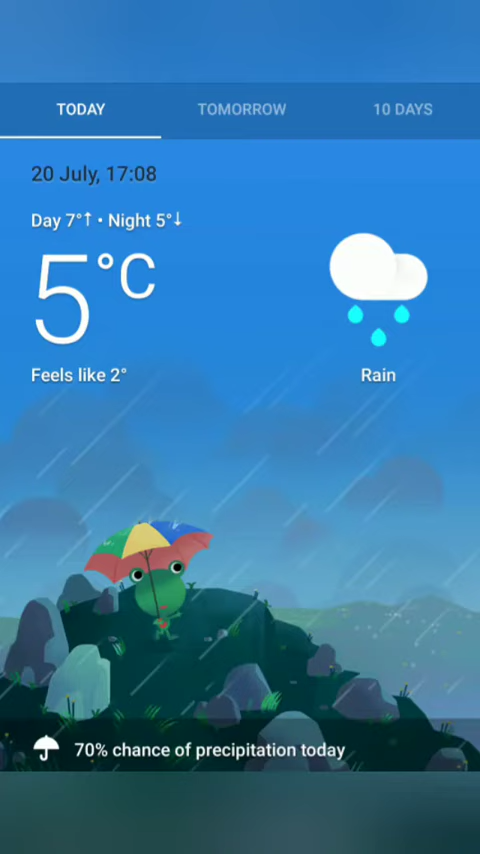 TODAY TOMORROW 10 DAYS
20 July, 17:08
Day 7°↑ • Night 5°↓
5°C
Feels like 2°
Rain
70% chance of precipitation today